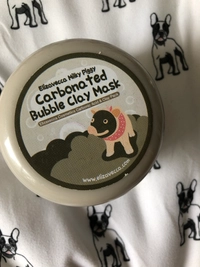 Elizavecca Milky Piggy
Carbonated
Bubble Clay Mask
www.elizavecca.com